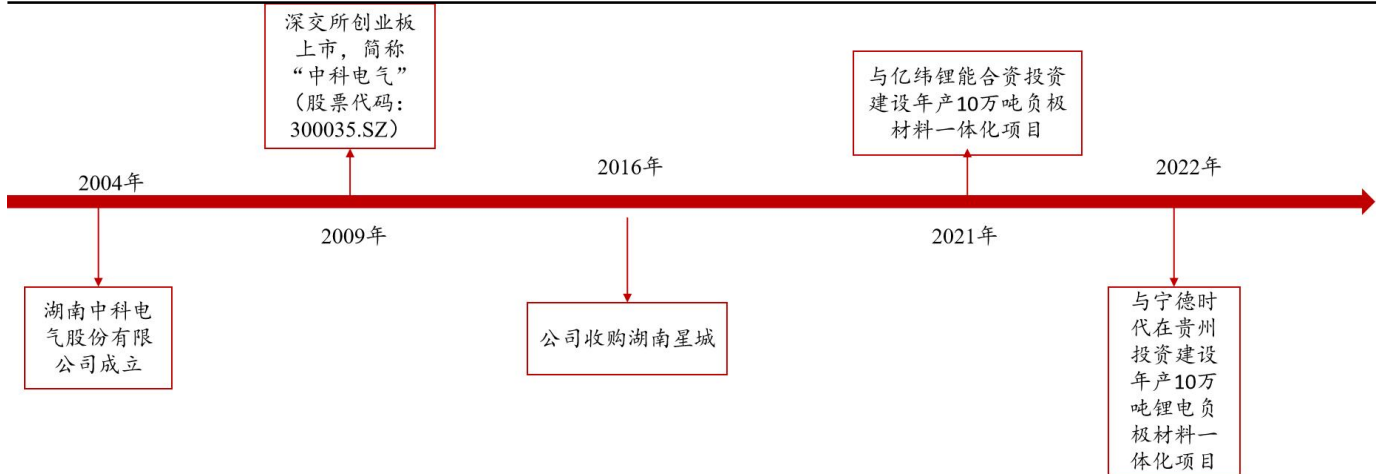 深交所创业板
上市，简称
“中科电气”
（股票代码：
300035.SZ）
与亿纬锂能合资投资
建设年产10万吨负极
材料一体化项目
2004年
2016年
2022年
2009年
2021年
湖南中科电
气股份有限
公司成立
公司收购湖南星城
与宁德时
代在贵州
投资建设
年产10万
吨锂电负
极材料一
体化项目